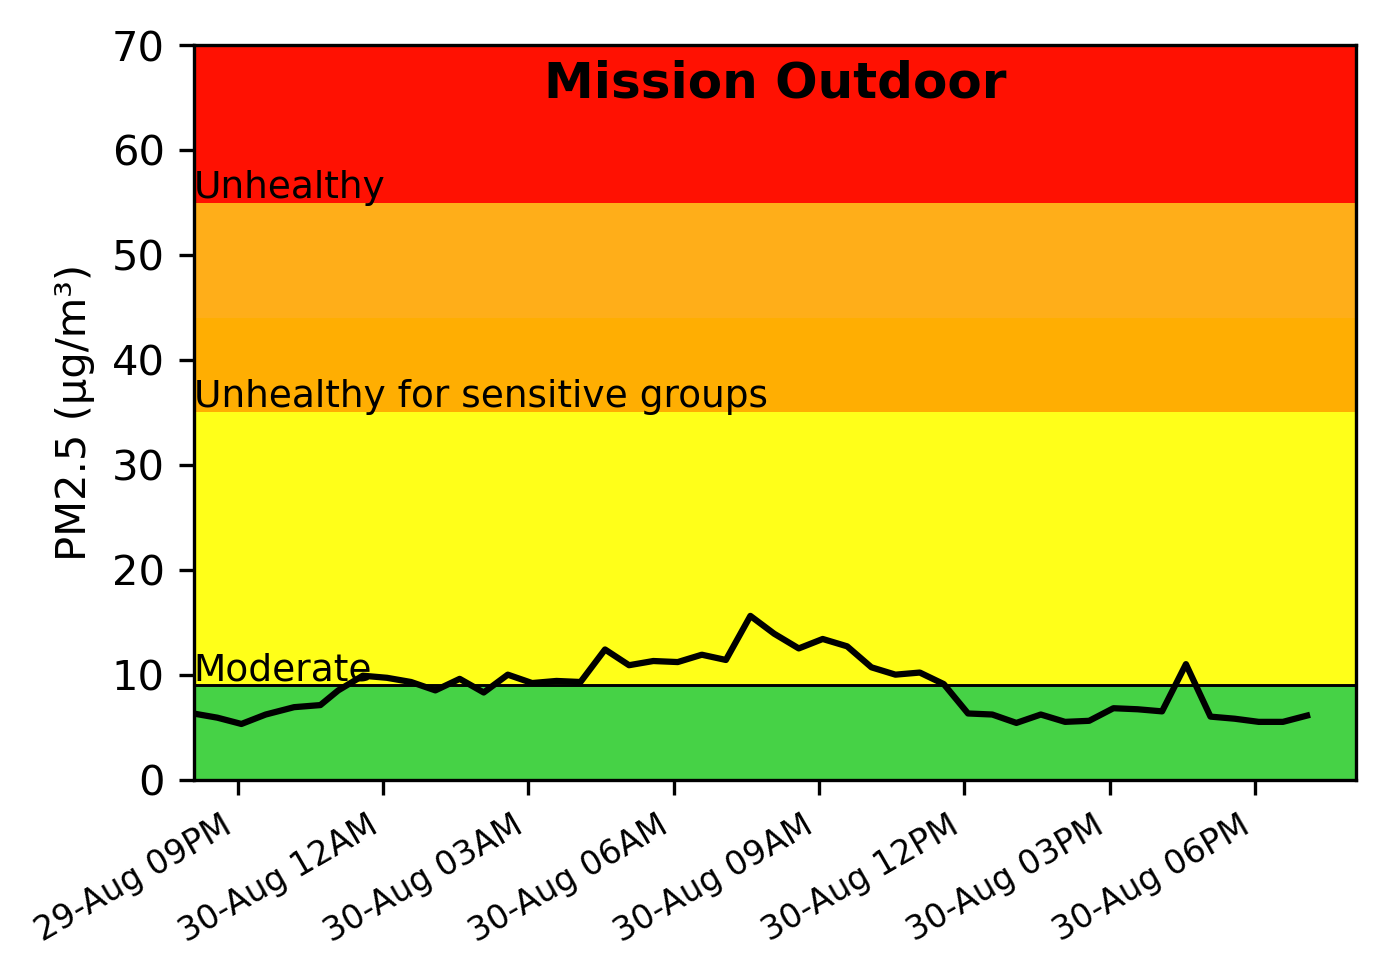 Mission Outdoor
70
60
50
40
30
20
10
0
PM2.5 (µg/m³)
Unhealthy
Unhealthy for sensitive groups
Moderate
29-Aug 09PM
30-Aug 12AM
30-Aug 03AM
30-Aug 06AM
30-Aug 09AM
30-Aug 12PM
30-Aug 03PM
30-Aug 06PM